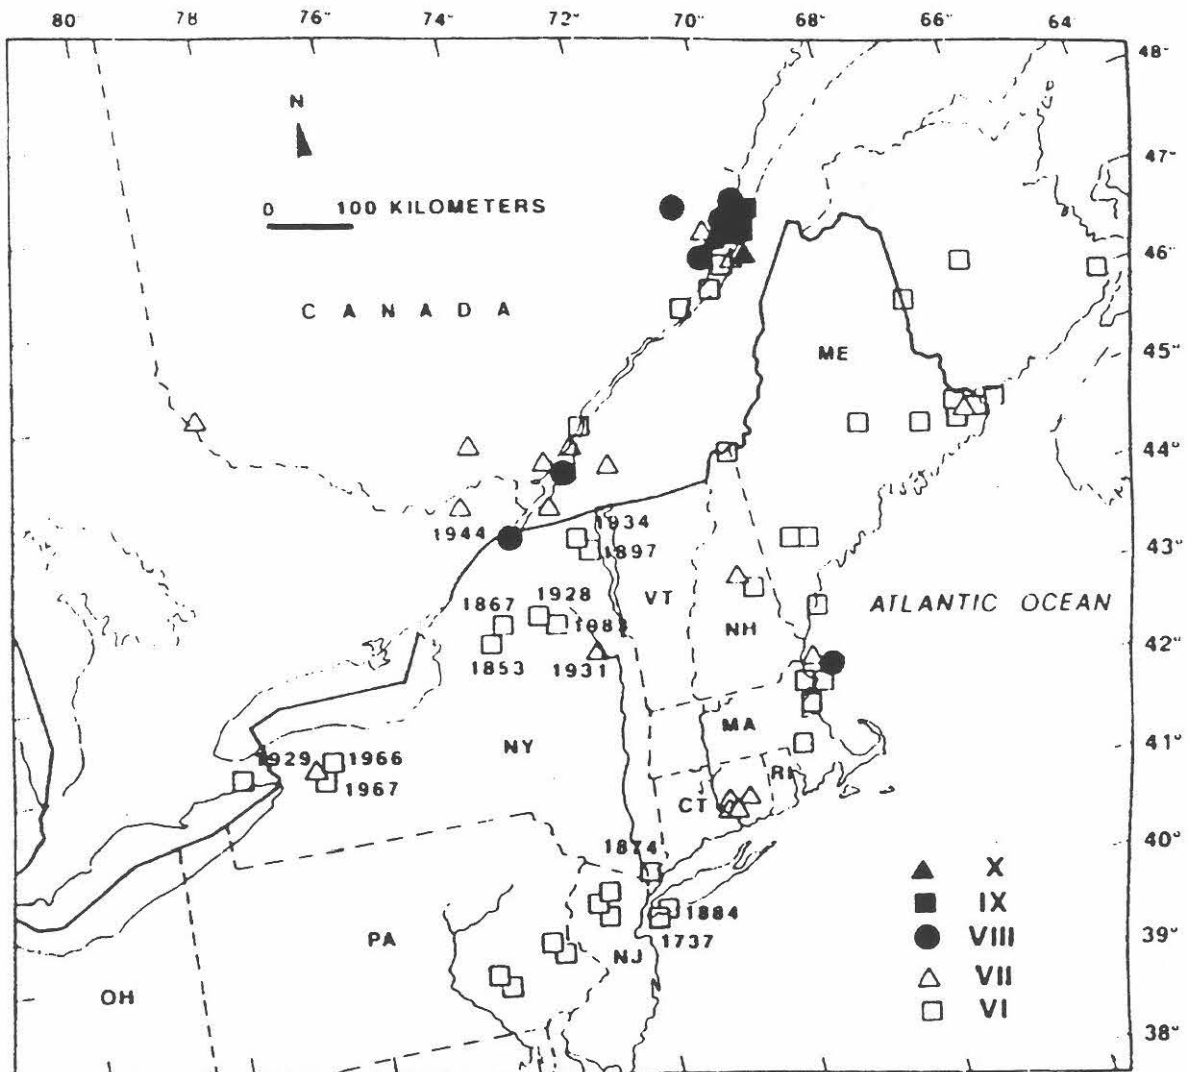 80° 78 76° 74° 72° 70° 68° 66° 64°
48°
N
47°
0 100 KILOMETERS
46°
CANADA
45°
ME
44°
1944 1934
43°
1897
1867 1928 VT ATLANTIC OCEAN
1883 NH
42°
1853 1931
MA
NY
41°
1929 1966 RI
1967 CT
40°
1874
X
IX
1884
VIII
39°
PA 1737
NJ
VII
OH
VI
38°